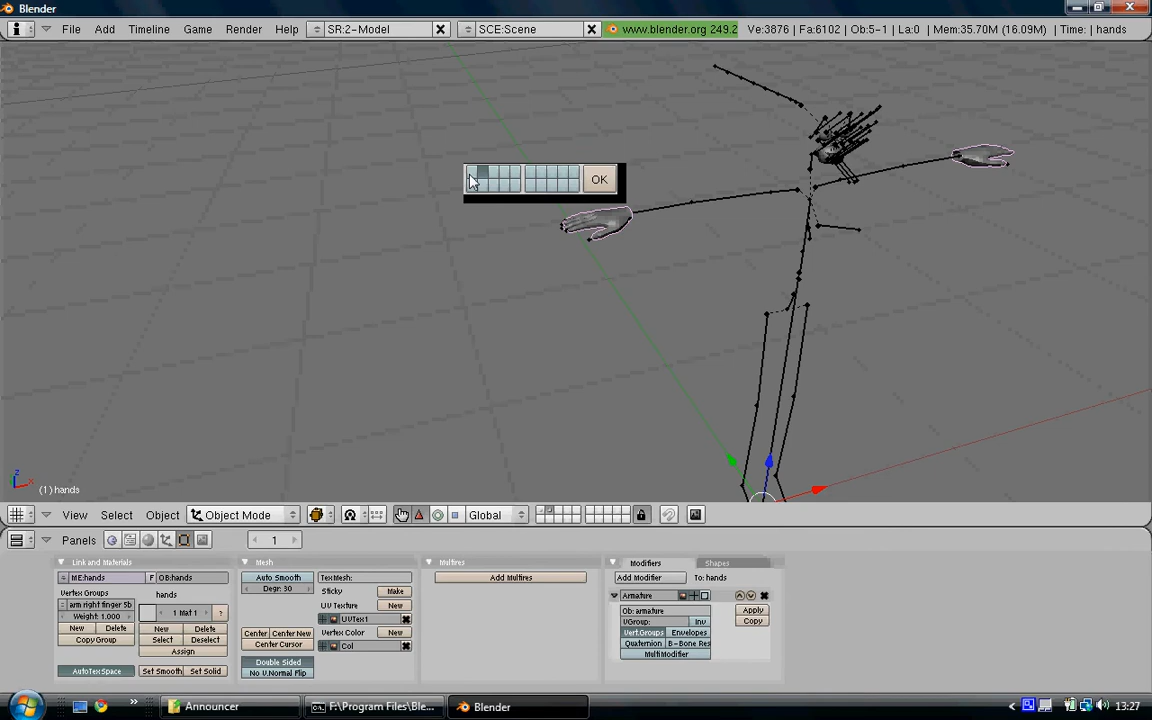 Blender
File Add Timeline Game Render Help SR:2-Model SCE:Scene www.blender.org 249.2 Ve:3876 | Fa:6102 | Ob:5-1 | La:0 | Mem:35.70M (16.09M) | Time: | hands
OK
z
x
(1) hands
View Select Object Object Mode Global
Panels 1
Link and Materials Mesh Multires Modifiers Shapes
ME:hands F OB:hands Auto Smooth TexMesh: Add Multires Add Modifier To: hands
Vertex Groups hands Degr: 30 Sticky Make Armature
arm right finger 5b 1 Mat 1 ? UV Texture New Ob: armature Apply
Weight: 1.000 UVTex1 VGroup: Inv Copy
New Delete New Delete Center Center New Vertex Color New Vert.Groups Envelopes
Copy Group Select Deselect Center Cursor Col Quaternion B-Bone Res
Assign MultiModifier
AutoTexSpace Set Smooth Set Solid Double Sided
No V.Normal Flip
Announcer F:\Program Files\Ble... Blender 13:27